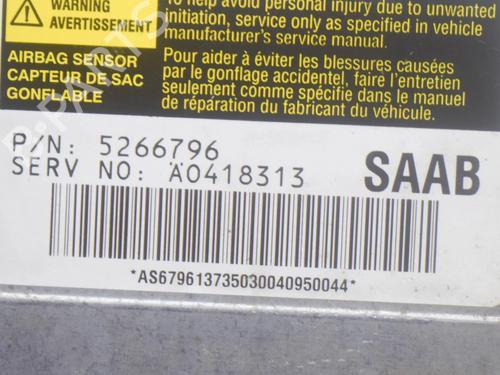 WARNING
AVERTISSEMENT
To help avoid personal injury due to unwanted
initiation, service only as specified in vehicle
manufacturer's service manual.
AIRBAG SENSOR
CAPTEUR DE SAC
GONFLABLE
Pour aider à éviter les blessures causées
par le gonflage accidentel, faire l'entretien
seulement comme spécifié dans le manuel
de réparation du fabricant du véhicule.
P/N: 5266796
SERV NO: A0418313
SAAB
*AS679613735030040950044*
B-PARTS